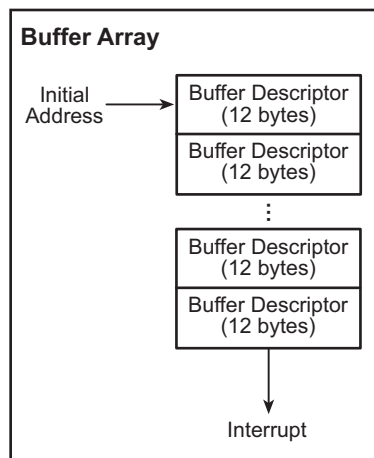 Buffer Array
Initial
Address
Buffer Descriptor
(12 bytes)
Buffer Descriptor
(12 bytes)
...
Buffer Descriptor
(12 bytes)
Buffer Descriptor
(12 bytes)
Interrupt